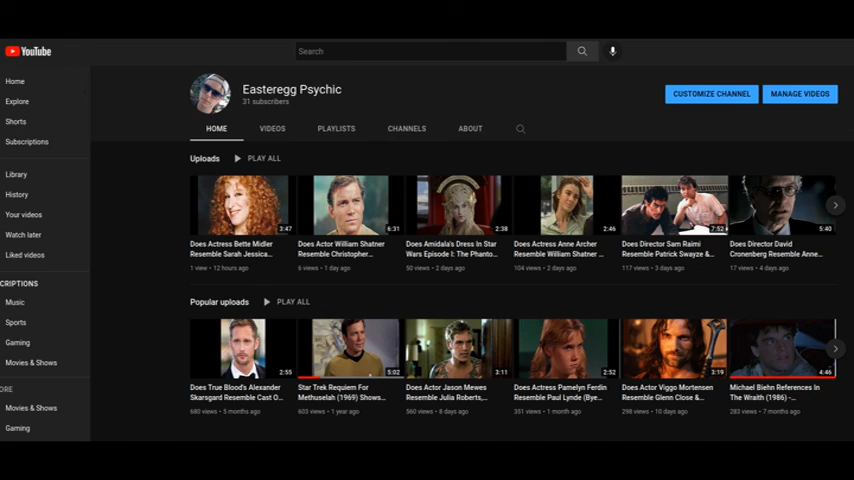 YouTube
Search
Home
Explore
Shorts
Subscriptions
Library
History
Your videos
Watch later
Liked videos
CRIPTIONS
Music
Sports
Gaming
Movies & Shows
ORE
Movies & Shows
Gaming
Easteregg Psychic
31 subscribers
CUSTOMIZE CHANNEL MANAGE VIDEOS
HOME VIDEOS PLAYLISTS CHANNELS ABOUT
Uploads PLAY ALL
3:47 6:31 2:38 2:46 7:52 5:40
Does Actress Bette Midler
Resemble Sarah Jessica...
1 view • 12 hours ago
Does Actor William Shatner
Resemble Christopher...
6 views • 1 day ago
Does Amidala's Dress In Star
Wars Episode I: The Phanto...
50 views • 2 days ago
Does Actress Anne Archer
Resemble William Shatner ...
104 views • 2 days ago
Does Director Sam Raimi
Resemble Patrick Swayze &...
117 views • 3 days ago
Does Director David
Cronenberg Resemble Anne...
17 views • 4 days ago
Popular uploads PLAY ALL
2:55 5:02 3:11 2:52 3:19 4:46
Does True Blood's Alexander
Skarsgard Resemble Cast O...
680 views • 5 months ago
Star Trek Requiem For
Methuselah (1969) Shows...
603 views • 1 year ago
Does Actor Jason Mewes
Resemble Julia Roberts,...
560 views • 8 days ago
Does Actress Pamelyn Ferdin
Resemble Paul Lynde (Bye...
351 views • 1 month ago
Does Actor Viggo Mortensen
Resemble Glenn Close &...
298 views • 10 days ago
Michael Biehn References In
The Wraith (1986) -...
283 views • 7 months ago